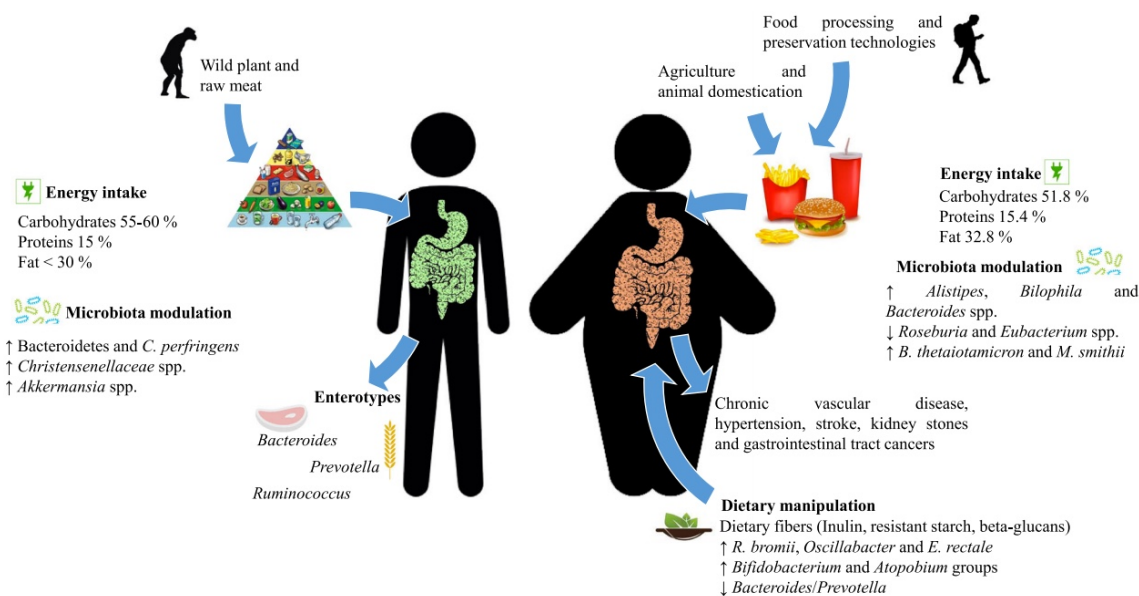 Wild plant and
raw meat
Food processing and
preservation technologies
Agriculture and
animal domestication
Energy intake
Carbohydrates 55-60 %
Proteins 15 %
Fat < 30 %
Microbiota modulation
↑ Bacteroidetes and C. perfringens
↑ Christensenellaceae spp.
↑ Akkermansia spp.
Enterotypes
Bacteroides
Prevotella
Ruminococcus
Energy intake
Carbohydrates 51.8 %
Proteins 15.4 %
Fat 32.8 %
Microbiota modulation
↑ Alistipes, Bilophila and
Bacteroides spp.
↓ Roseburia and Eubacterium spp.
↑ B. thetaiotamicron and M. smithii
Chronic vascular disease,
hypertension, stroke, kidney stones
and gastrointestinal tract cancers
Dietary manipulation
Dietary fibers (Inulin, resistant starch, beta-glucans)
↑ R. bromii, Oscillabacter and E. rectale
↑ Bifidobacterium and Atopobium groups
↓ Bacteroides/Prevotella